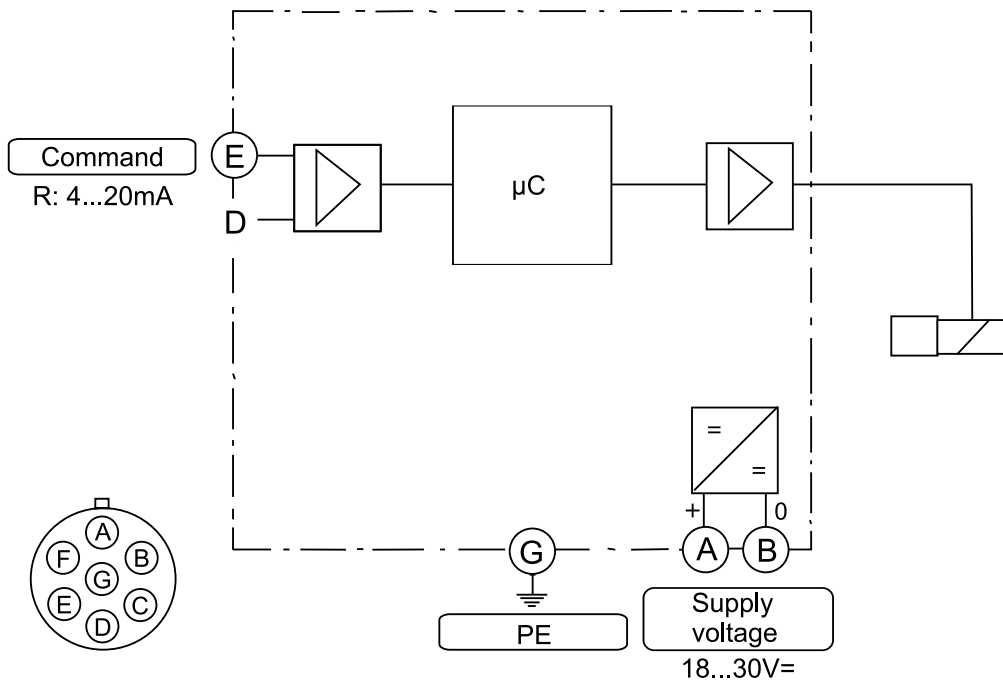 Command
R: 4...20mA
E
D
µC
=
=
+
0
G
A
B
PE
Supply
voltage
18...30V=
A
F
B
G
E
C
D